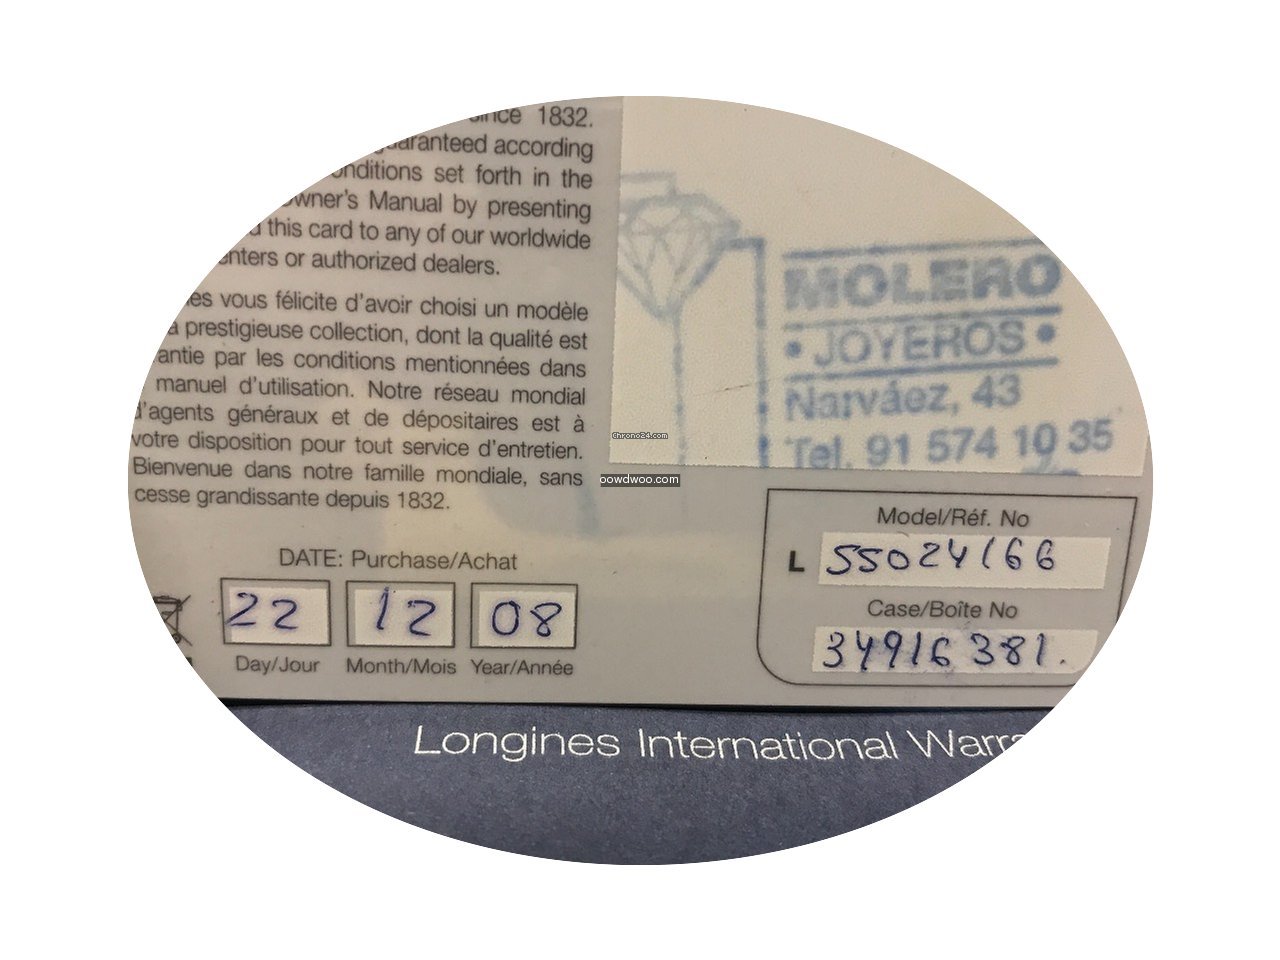 since 1832.
guaranteed according
conditions set forth in the
Owner's Manual by presenting
this card to any of our worldwide
centers or authorized dealers.
vous félicite d'avoir choisi un modèle
prestigieuse collection, dont la qualité est
par les conditions mentionnées dans
manuel d'utilisation. Notre réseau mondial
d'agents généraux et de dépositaires est à
votre disposition pour tout service d'entretien.
Bienvenue dans notre famille mondiale, sans
cesse grandissante depuis 1832.
MOLERO
• JOYEROS •
Narváez, 43
Tel. 91 574 10 35
Chrono24.com
oowdwoo.com
DATE: Purchase/Achat
22 12 08
Day/Jour Month/Mois Year/Année
Model/Réf. No
L 55024166
Case/Boîte No
34916381.
Longines International